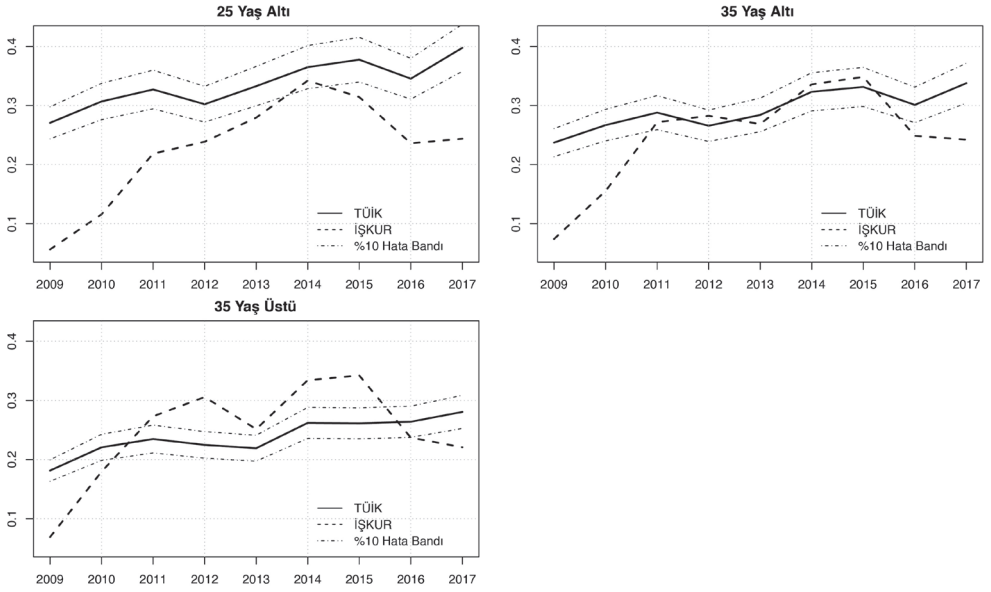 25 Yaş Altı
0.4
0.3
0.2
0.1
TÜİK
İŞKUR
%10 Hata Bandı
2009 2010 2011 2012 2013 2014 2015 2016 2017
35 Yaş Altı
0.4
0.3
0.2
0.1
TÜİK
İŞKUR
%10 Hata Bandı
2009 2010 2011 2012 2013 2014 2015 2016 2017
35 Yaş Üstü
0.4
0.3
0.2
0.1
TÜİK
İŞKUR
%10 Hata Bandı
2009 2010 2011 2012 2013 2014 2015 2016 2017